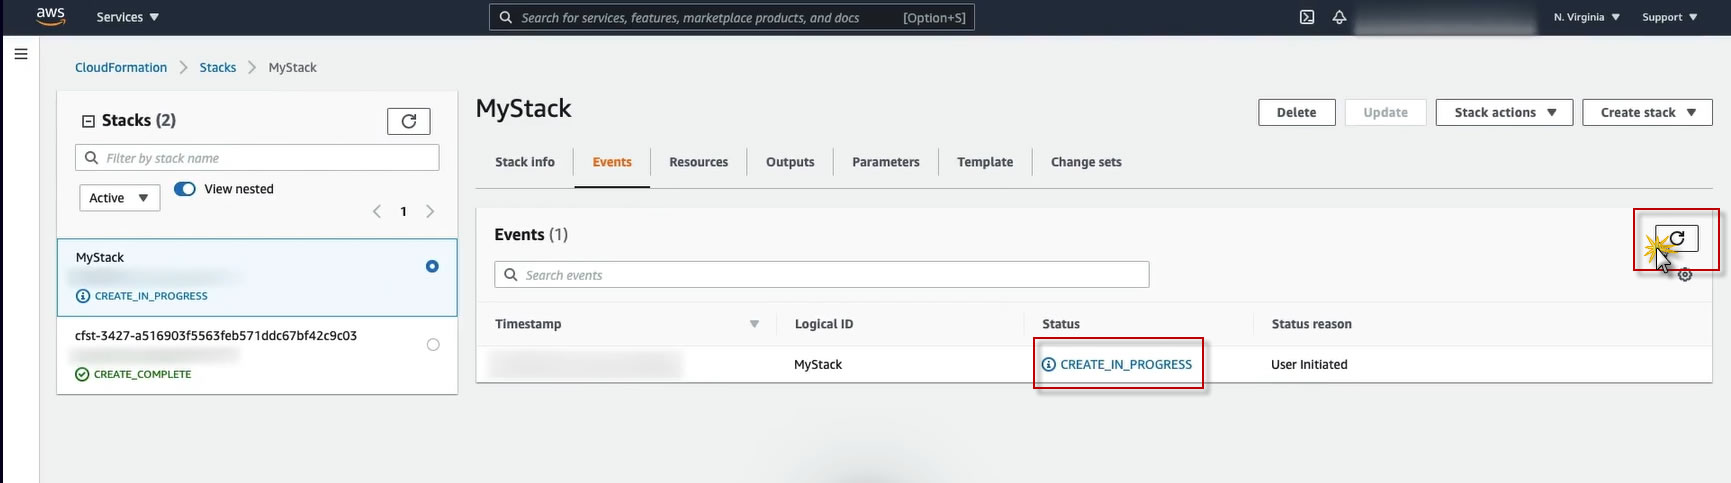 aws Services Search for services, features, marketplace products, and docs [Option+S] N. Virginia Support
CloudFormation Stacks MyStack
Stacks (2)
Filter by stack name
Active View nested
1
MyStack
CREATE_IN_PROGRESS
cfst-3427-a516903f5563feb571ddc67bf42c9c03
CREATE_COMPLETE
MyStack
Delete Update Stack actions Create stack
Stack info Events Resources Outputs Parameters Template Change sets
Events (1)
Search events
Timestamp Logical ID Status Status reason
MyStack CREATE_IN_PROGRESS User Initiated